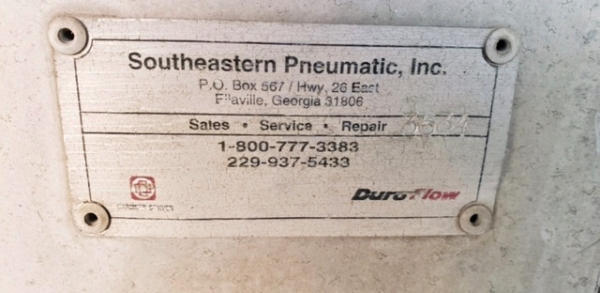 Southeastern Pneumatic, Inc.
P.O. Box 567 / Hwy, 26 East
Ellaville, Georgia 31806
Sales • Service • Repair
1-800-777-3383
229-937-5433
DuroFlow